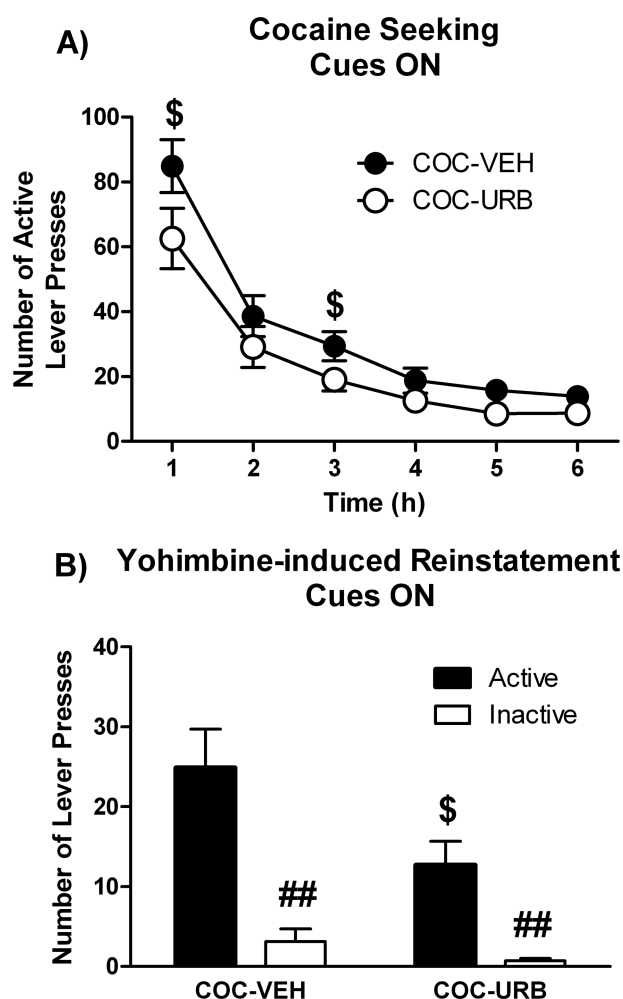 A)
Cocaine Seeking
Cues ON
Number of Active
Lever Presses
100
80
60
40
20
0
$
$
COC-VEH
COC-URB
1 2 3 4 5 6
Time (h)
B)
Yohimbine-induced Reinstatement
Cues ON
Number of Lever Presses
40
30
20
10
0
Active
Inactive
$
##
##
COC-VEH COC-URB